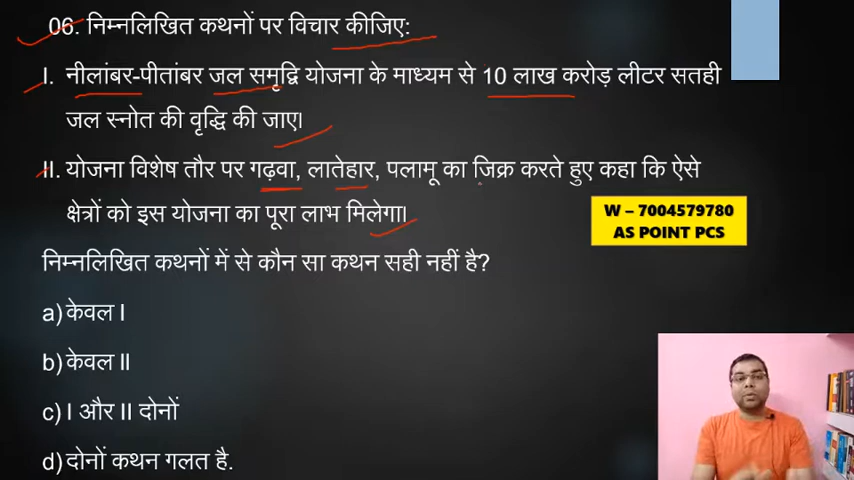 06. निम्नलिखित कथनों पर विचार कीजिए:
I. नीलांबर-पीतांबर जल समृद्वि योजना के माध्यम से 10 लाख करोड़ लीटर सतही
जल स्नोत की वृद्धि की जाए।
II. योजना विशेष तौर पर गढ़वा, लातेहार, पलामू का जिक्र करते हुए कहा कि ऐसे
क्षेत्रों को इस योजना का पूरा लाभ मिलेगा।
W – 7004579780
AS POINT PCS
निम्नलिखित कथनों में से कौन सा कथन सही नहीं है?
a) केवल I
b) केवल II
c) I और II दोनों
d) दोनों कथन गलत है.